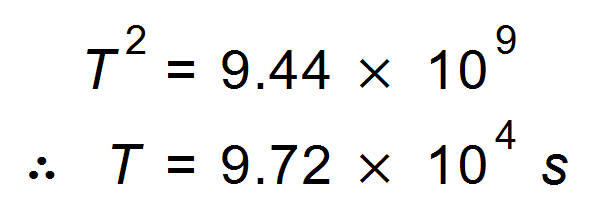 T² = 9.44 × 10⁹
∴ T = 9.72 × 10⁴ s